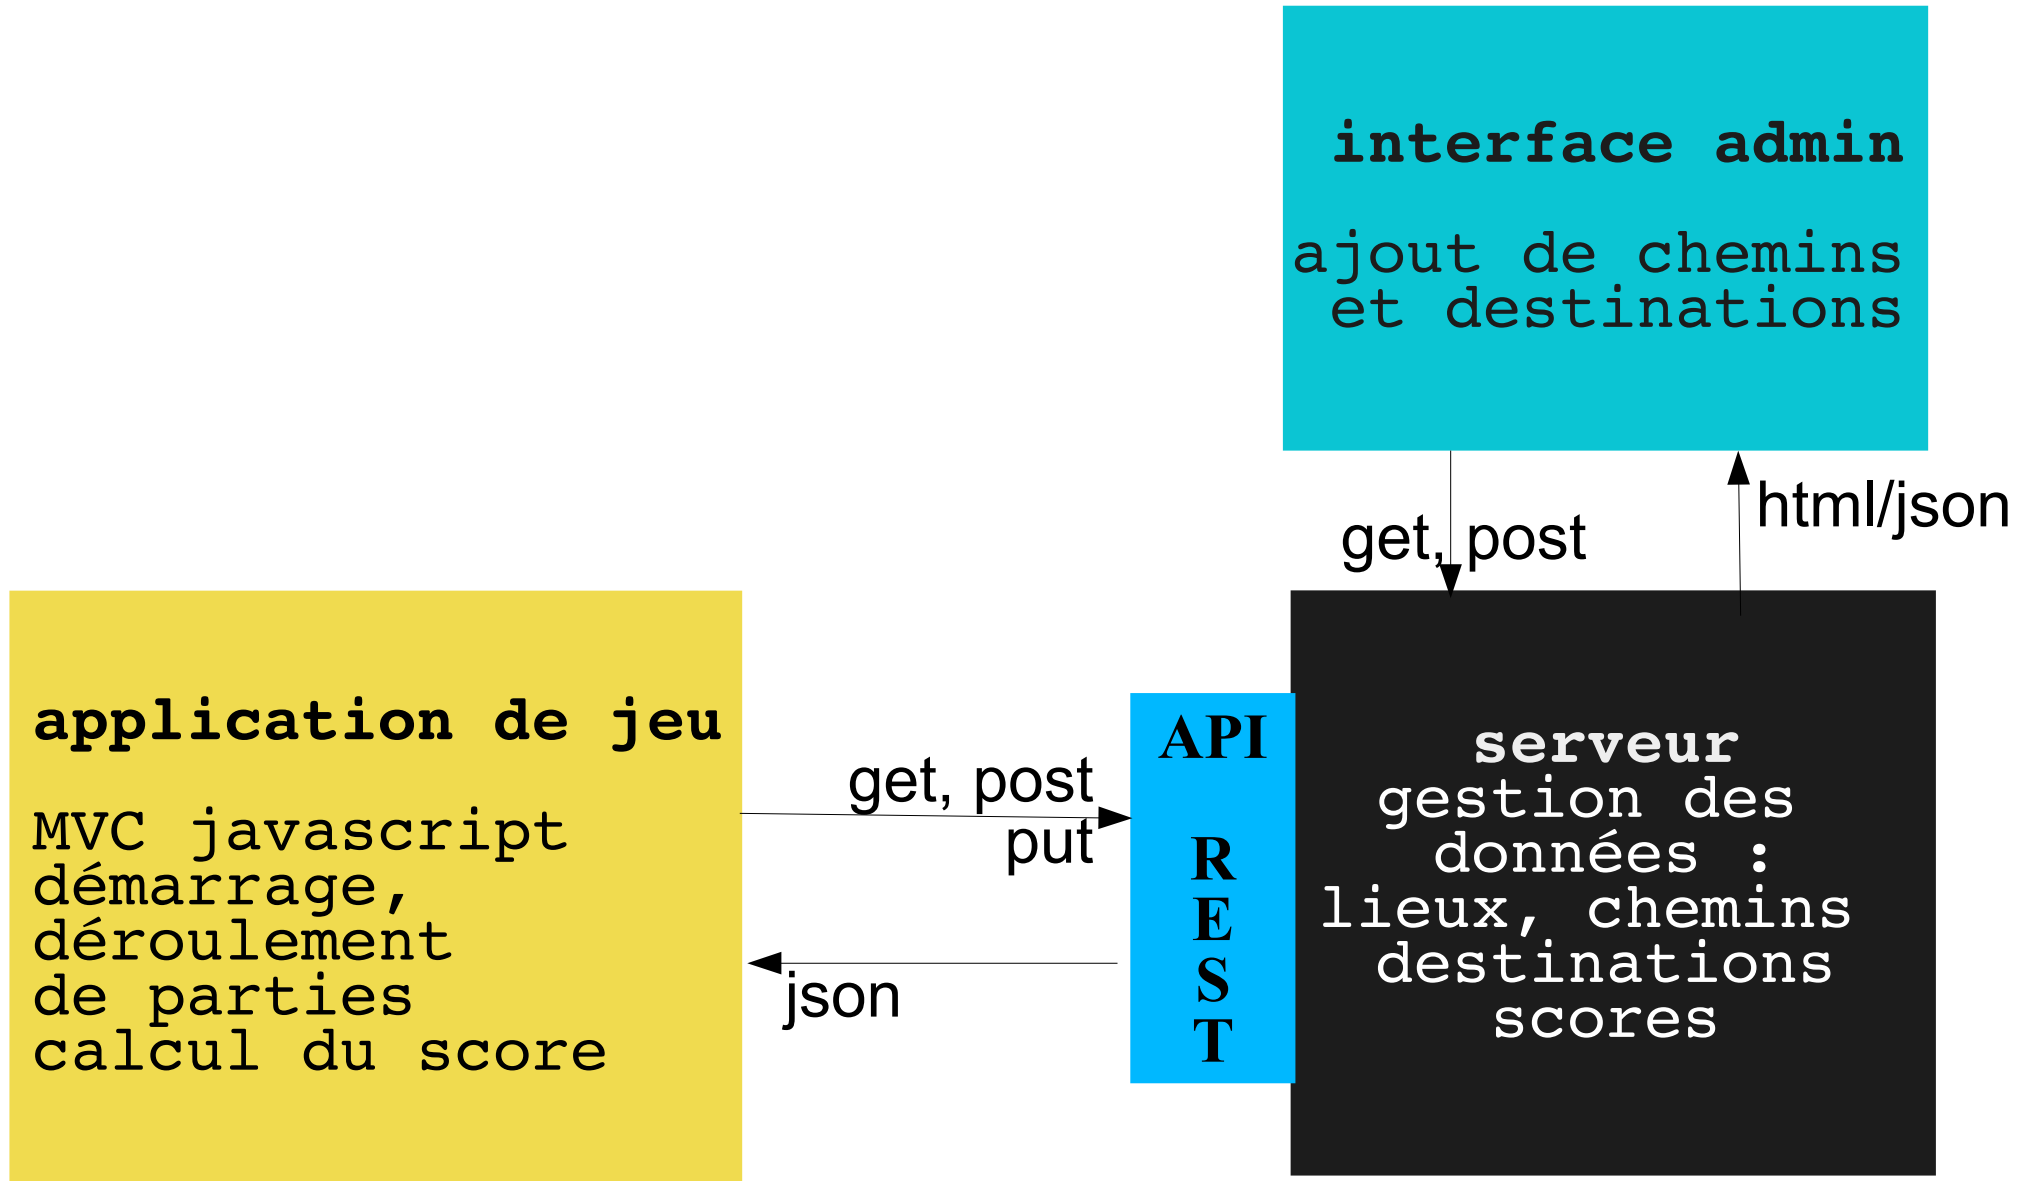 interface admin
ajout de chemins
et destinations
get, post
html/json
application de jeu
MVC javascript
démarrage,
déroulement
de parties
calcul du score
get, post
put
json
API
R
E
S
T
serveur
gestion des
données :
lieux, chemins
destinations
scores